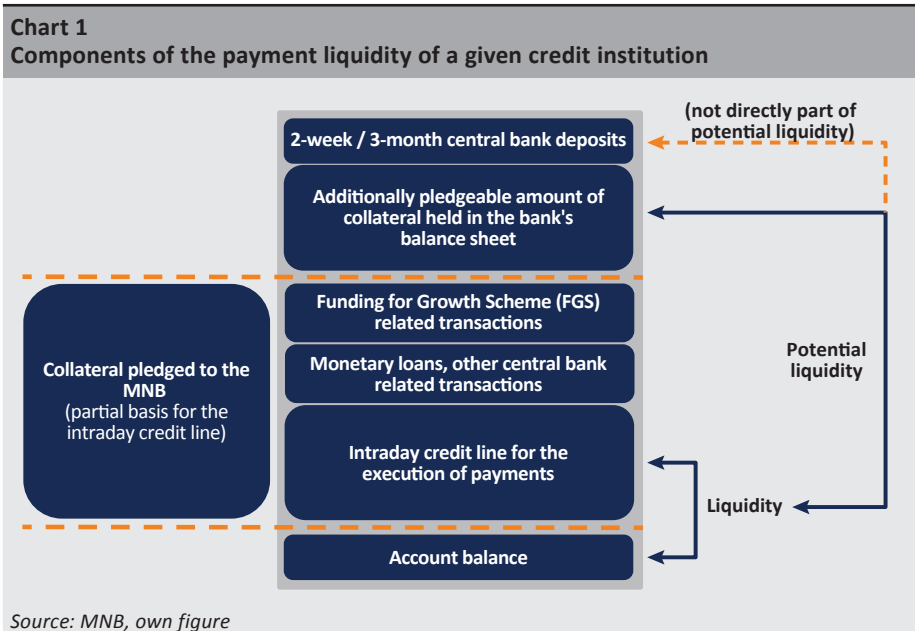 Chart 1
Components of the payment liquidity of a given credit institution
(not directly part of
potential liquidity)
2-week / 3-month central bank deposits
Additionally pledgeable amount of
collateral held in the bank's
balance sheet
Funding for Growth Scheme (FGS)
related transactions
Collateral pledged to the
MNB
(partial basis for the
intraday credit line)
Monetary loans, other central bank
related transactions
Potential
liquidity
Intraday credit line for the
execution of payments
Liquidity
Account balance
Source: MNB, own figure